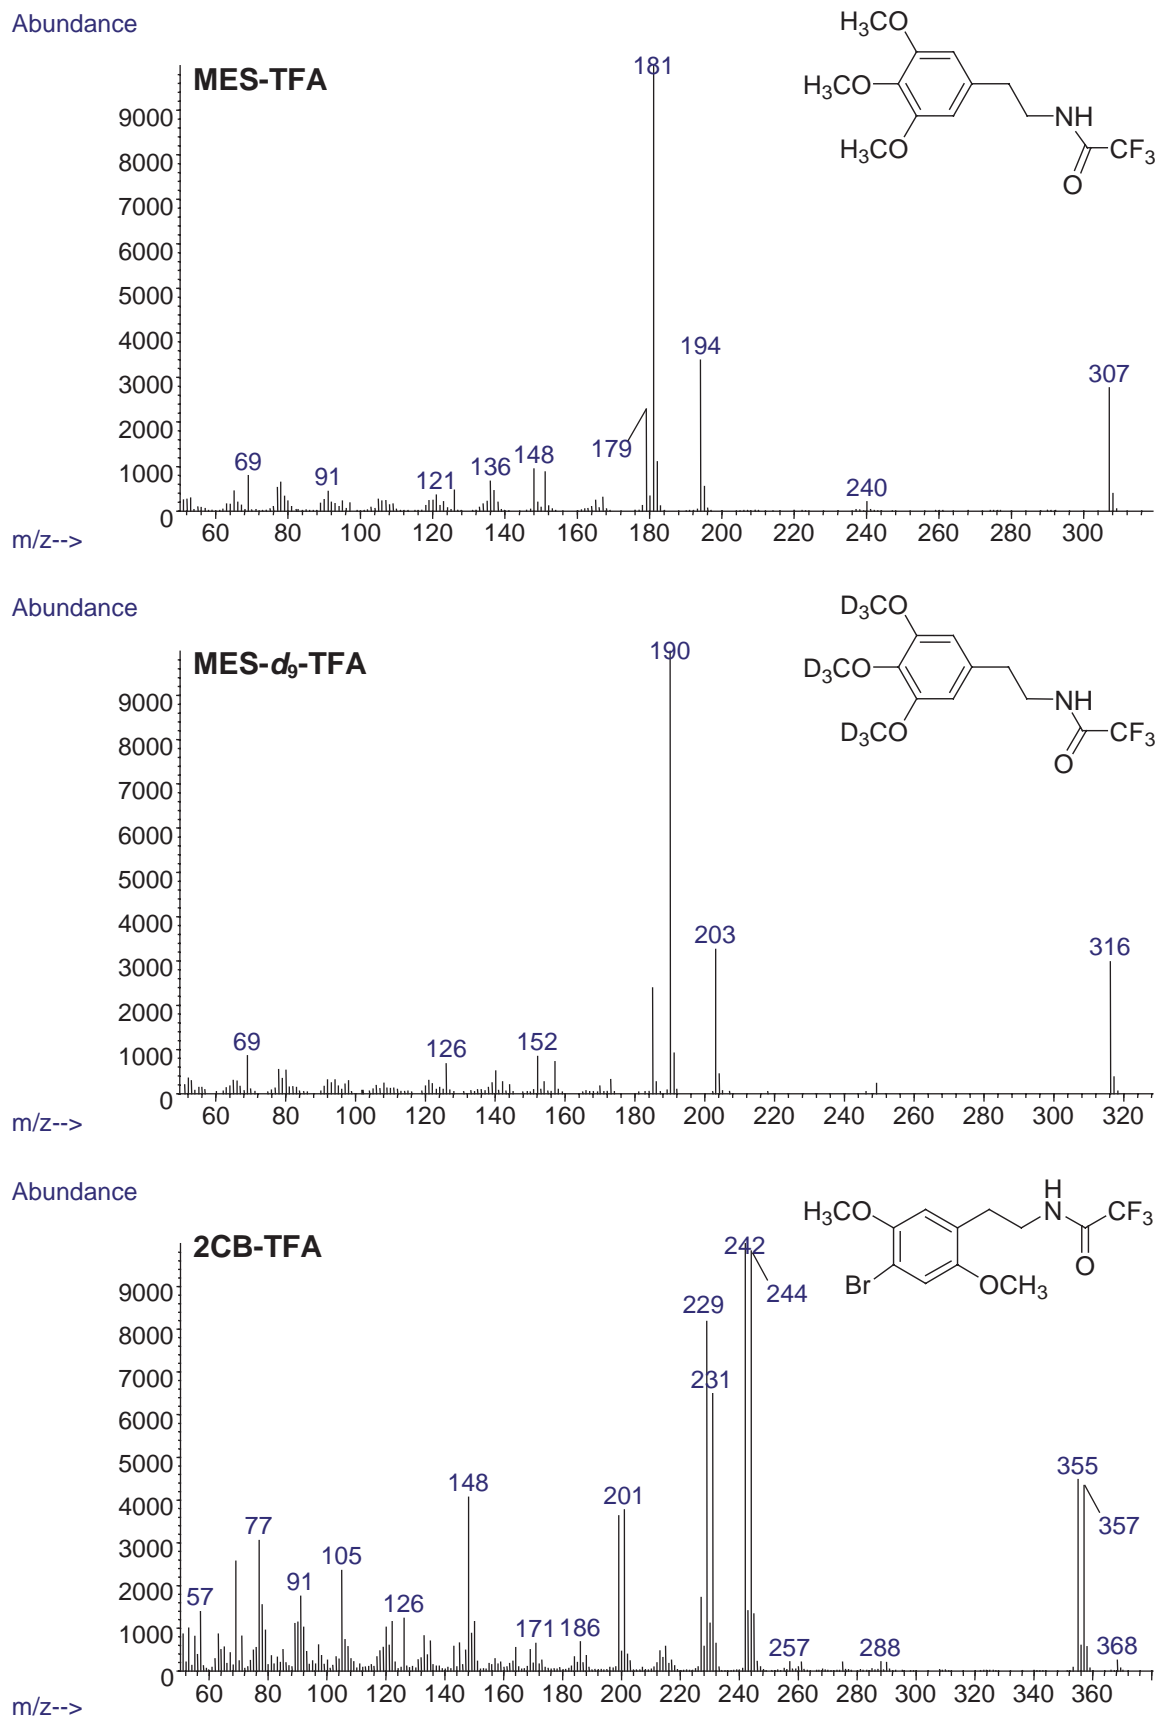 Abundance
MES-TFA
H3CO
H3CO
H3CO
NH
CF3
O
9000
8000
7000
6000
5000
4000
3000
2000
1000
0
69
91
121
136
148
179
181
194
240
307
60 80 100 120 140 160 180 200 220 240 260 280 300
m/z-->
Abundance
MES-d9-TFA
D3CO
D3CO
D3CO
NH
CF3
O
9000
8000
7000
6000
5000
4000
3000
2000
1000
0
69
126
152
190
203
316
60 80 100 120 140 160 180 200 220 240 260 280 300 320
m/z-->
Abundance
2CB-TFA
H3CO
Br
OCH3
H
N
CF3
O
9000
8000
7000
6000
5000
4000
3000
2000
1000
0
57
77
91
105
126
148
171
186
201
229
231
242
244
257
288
355
357
368
60 80 100 120 140 160 180 200 220 240 260 280 300 320 340 360
m/z-->